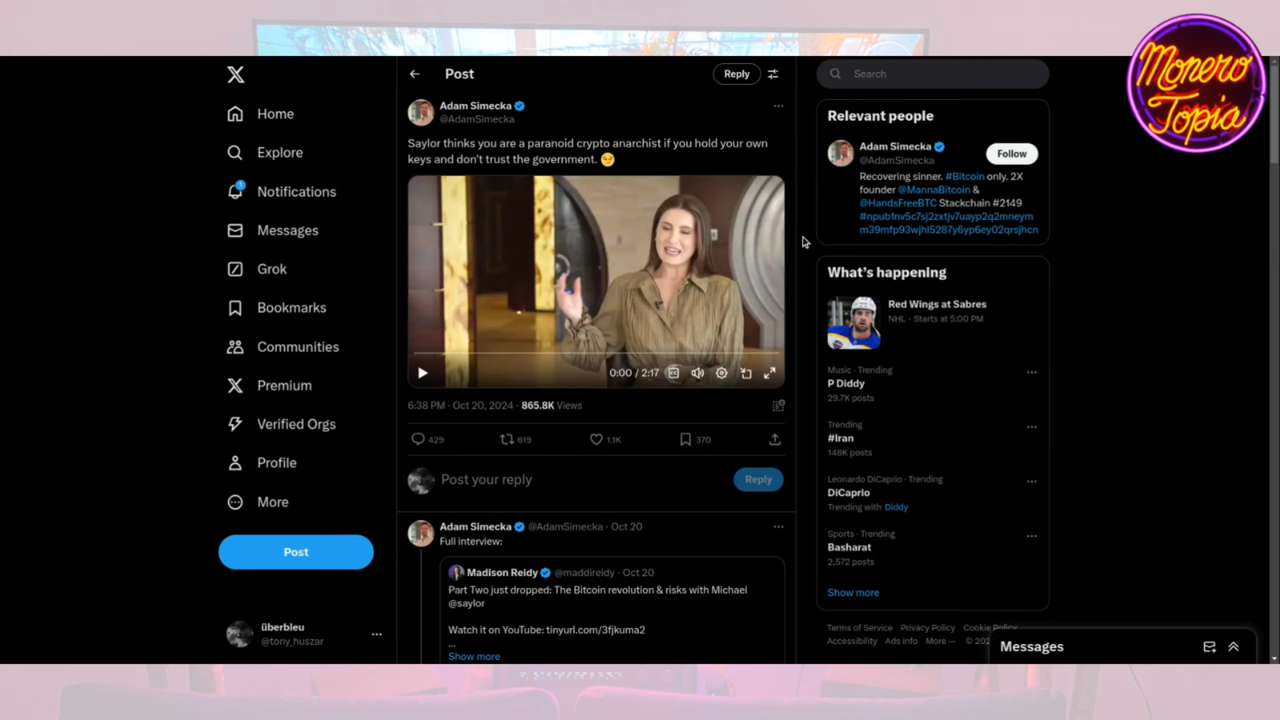 Monero
Topia
Post
Reply
Search
Home
Explore
Notifications
1
Messages
Grok
Bookmarks
Communities
Premium
Verified Orgs
Profile
More
Post
überbleu
@tony_huszar
Adam Simecka
@AdamSimecka
Saylor thinks you are a paranoid crypto anarchist if you hold your own
keys and don't trust the government. 😔
0:00 / 2:17
6:38 PM · Oct 20, 2024 · 865.8K Views
429 619 1.1K 370
Post your reply
Reply
Adam Simecka @AdamSimecka · Oct 20
Full interview:
Madison Reidy @maddireidy · Oct 20
Part Two just dropped: The Bitcoin revolution & risks with Michael
@saylor
Watch it on YouTube: tinyurl.com/3fjkuma2
...
Show more
Relevant people
Adam Simecka
@AdamSimecka
Follow
Recovering sinner. #Bitcoin only. 2X
founder @MannaBitcoin &
@HandsFreeBTC Stackchain #2149
What's happening
Red Wings at Sabres
NHL · Starts at 5:00 PM
Music · Trending
P Diddy
29.7K posts
Trending
#Iran
148K posts
Leonardo DiCaprio · Trending
DiCaprio
Trending with Diddy
Sports · Trending
Basharat
2,572 posts
Show more
Terms of Service Privacy Policy Cookie Policy
Accessibility Ads info More ··· © 202
Messages